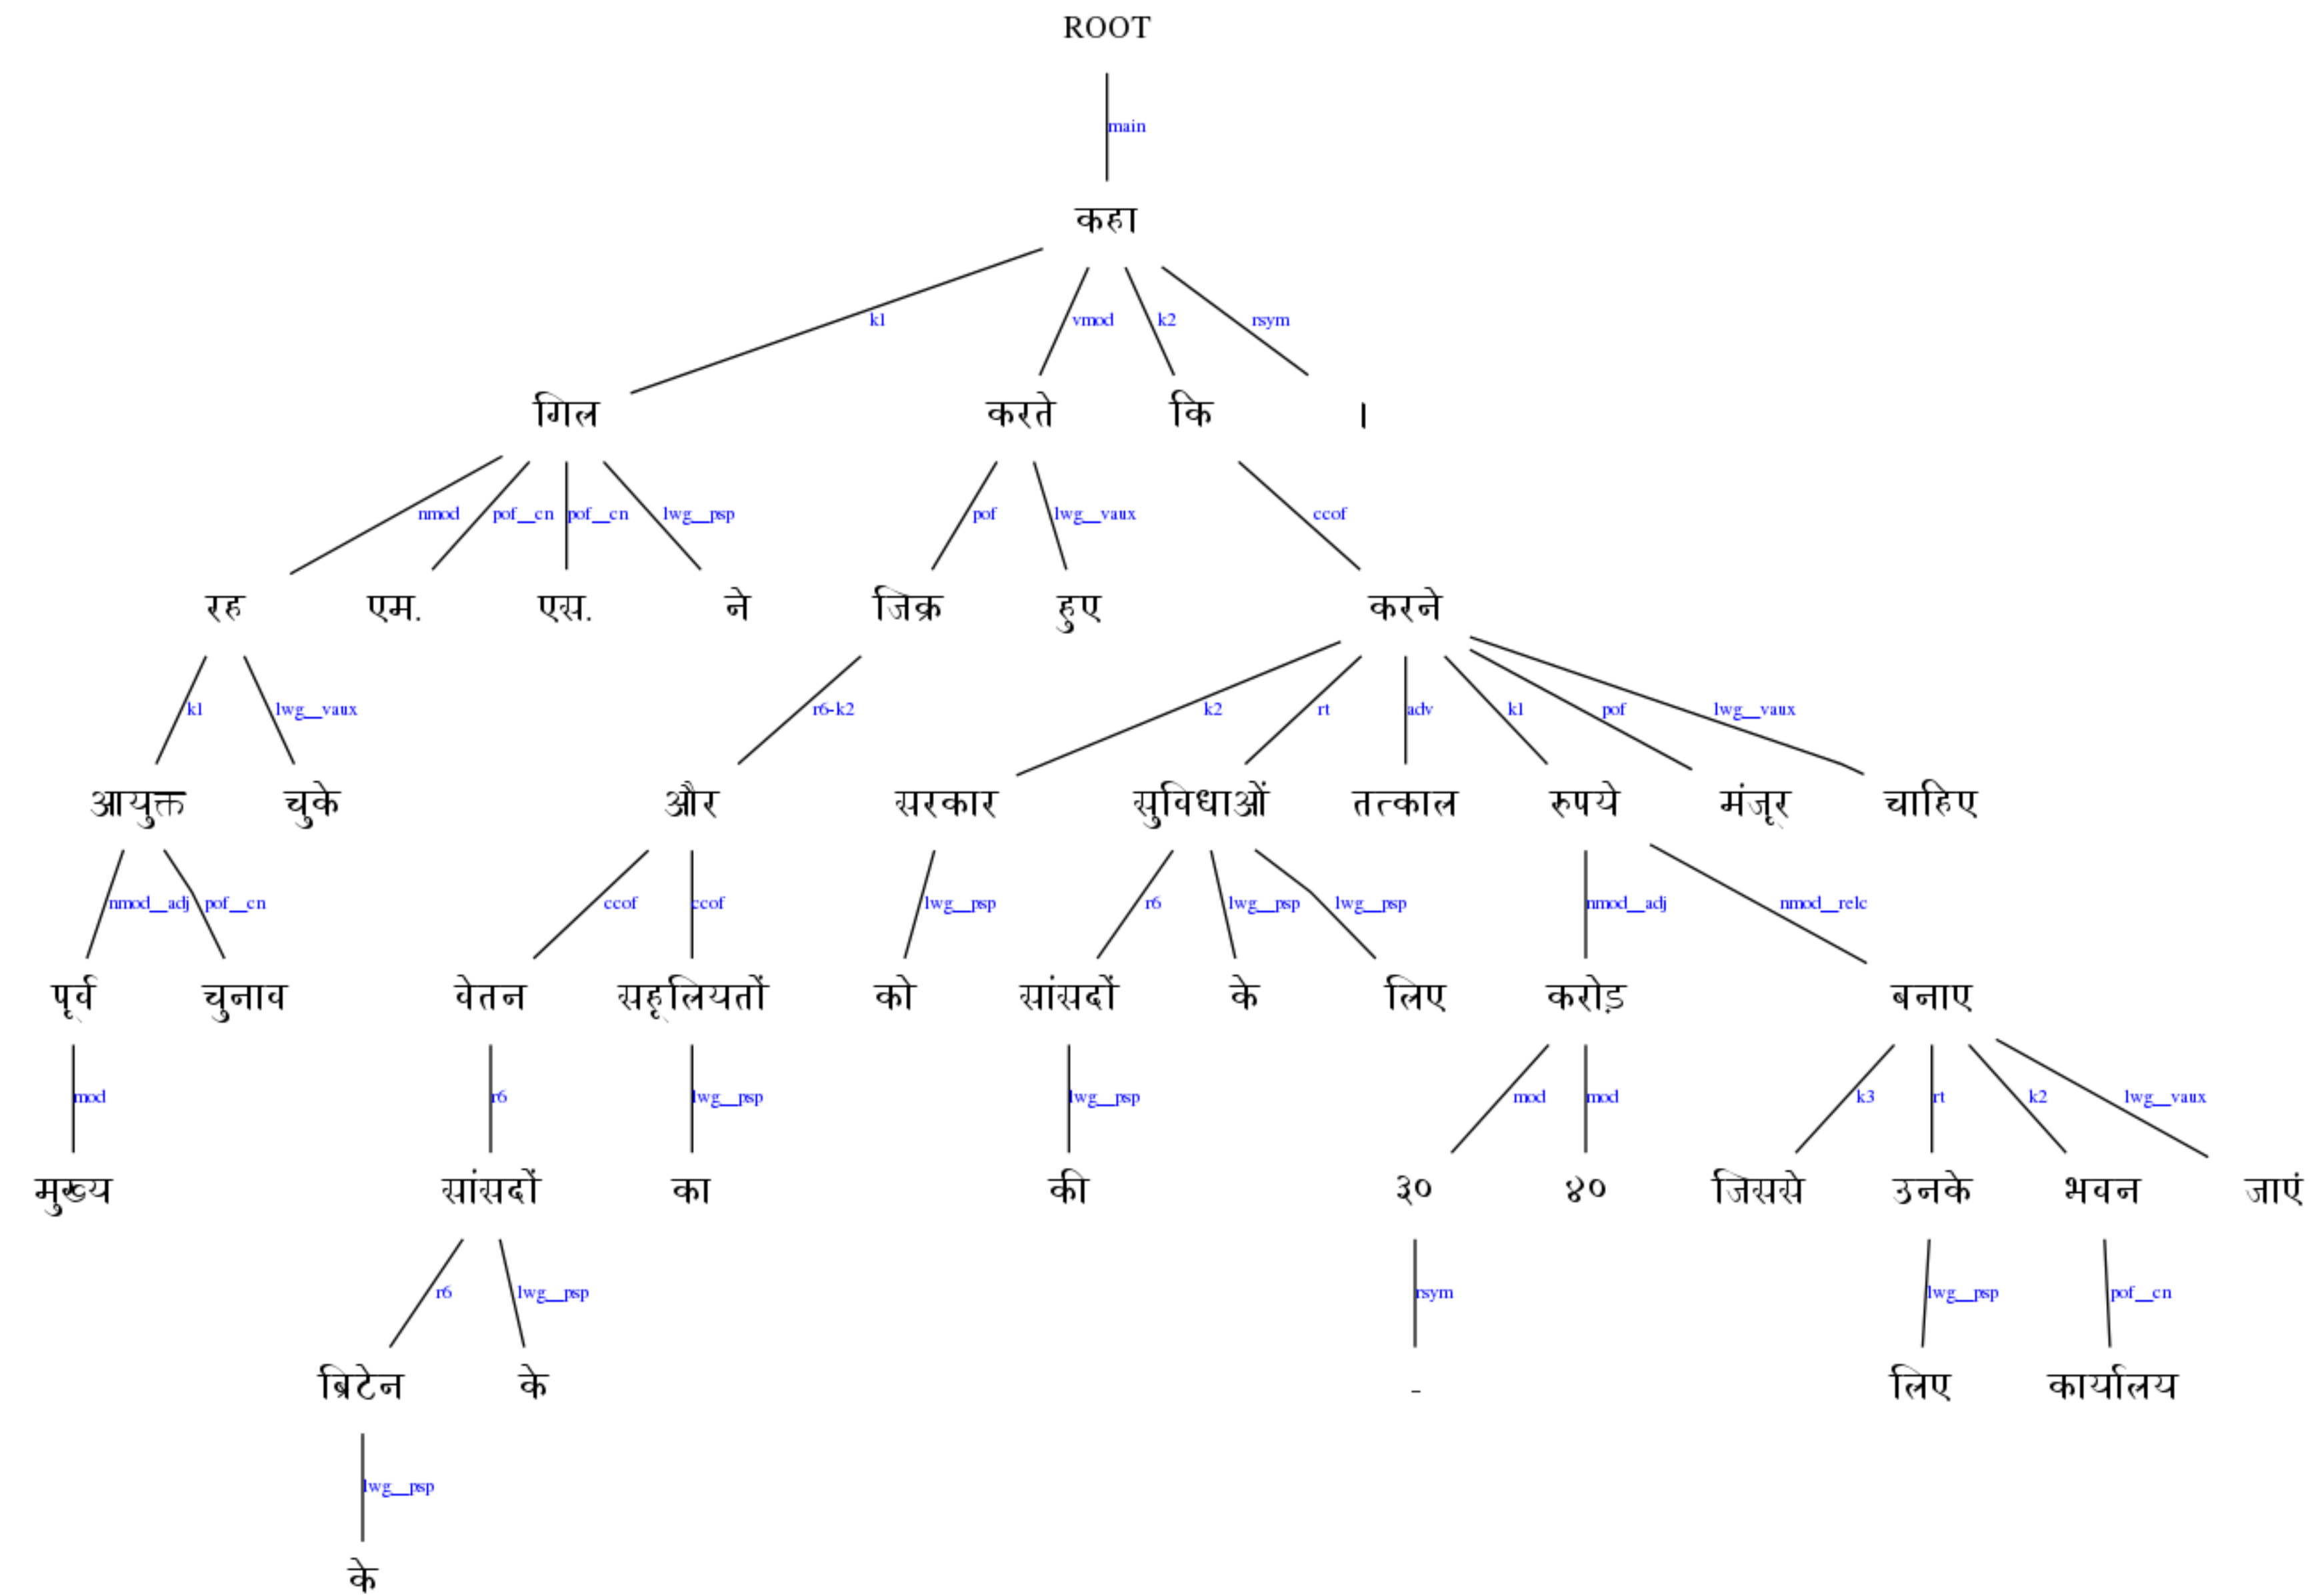 ROOT
main
कहा
k1 vmod k2 rsym
गिल करते कि ।
nmod pof__cn pof__cn lwg__psp pof lwg__vaux ccof
रह एम. एस. ने जिक्र हुए करने
k1 lwg__vaux r6-k2 k2 rt adv k1 pof lwg__vaux
आयुक्त चुके और सरकार सुविधाओं तत्काल रुपये मंजूर चाहिए
nmod__adj pof__cn ccof ccof lwg__psp r6 lwg__psp lwg__psp nmod__adj nmod__relc
पूर्व चुनाव वेतन सहूलियतों को सांसदों के लिए करोड़ बनाए
mod r6 lwg__psp lwg__psp mod mod k3 rt k2 lwg__vaux
मुख्य सांसदों का की ३० ४० जिससे उनके भवन जाएं
r6 lwg__psp rsym lwg__psp pof__cn
ब्रिटेन के - लिए कार्यालय
lwg__psp
के